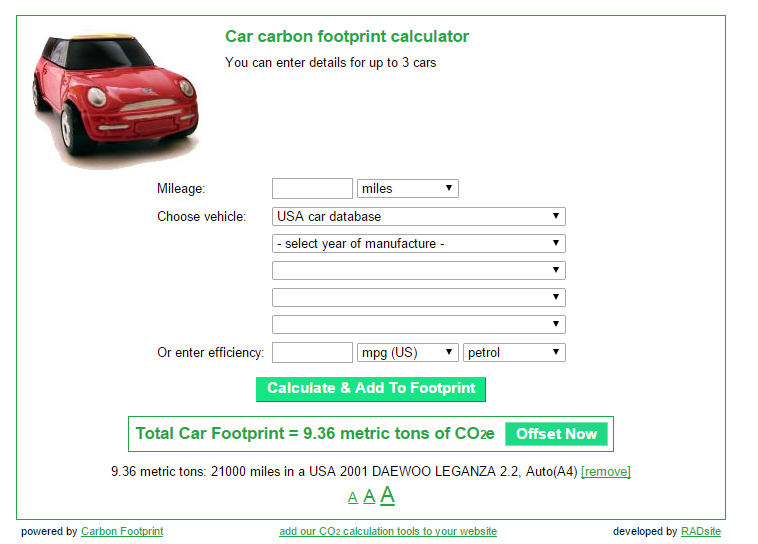 Car carbon footprint calculator
You can enter details for up to 3 cars
Mileage: miles
Choose vehicle: USA car database
- select year of manufacture -
Or enter efficiency: mpg (US) petrol
Calculate & Add To Footprint
Total Car Footprint = 9.36 metric tons of CO2e Offset Now
9.36 metric tons: 21000 miles in a USA 2001 DAEWOO LEGANZA 2.2, Auto(A4) [remove]
A A A
powered by Carbon Footprint add our CO2 calculation tools to your website developed by RADsite